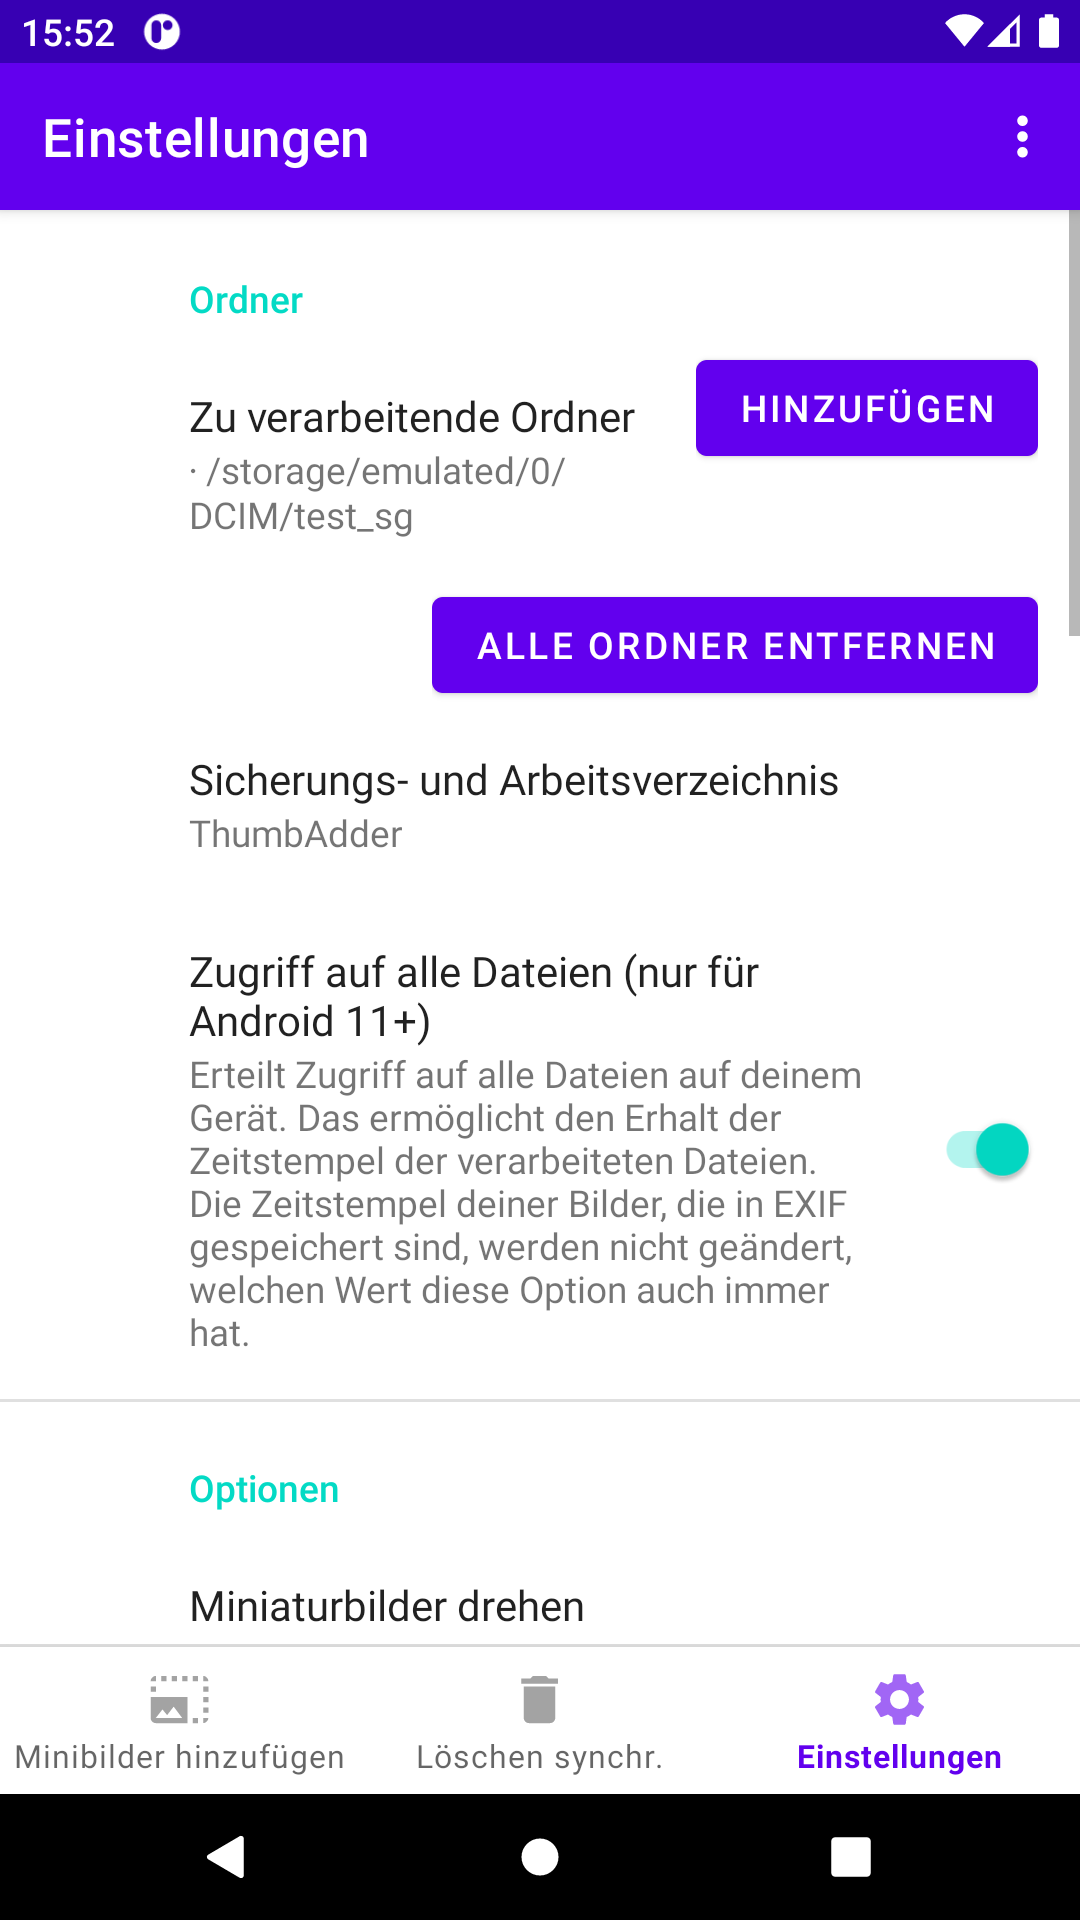 15:52
Einstellungen
Ordner
Zu verarbeitende Ordner
HINZUFÜGEN
· /storage/emulated/0/
DCIM/test_sg
ALLE ORDNER ENTFERNEN
Sicherungs- und Arbeitsverzeichnis
ThumbAdder
Zugriff auf alle Dateien (nur für
Android 11+)
Erteilt Zugriff auf alle Dateien auf deinem
Gerät. Das ermöglicht den Erhalt der
Zeitstempel der verarbeiteten Dateien.
Die Zeitstempel deiner Bilder, die in EXIF
gespeichert sind, werden nicht geändert,
welchen Wert diese Option auch immer
hat.
Optionen
Miniaturbilder drehen
Minibilder hinzufügen
Löschen synchr.
Einstellungen